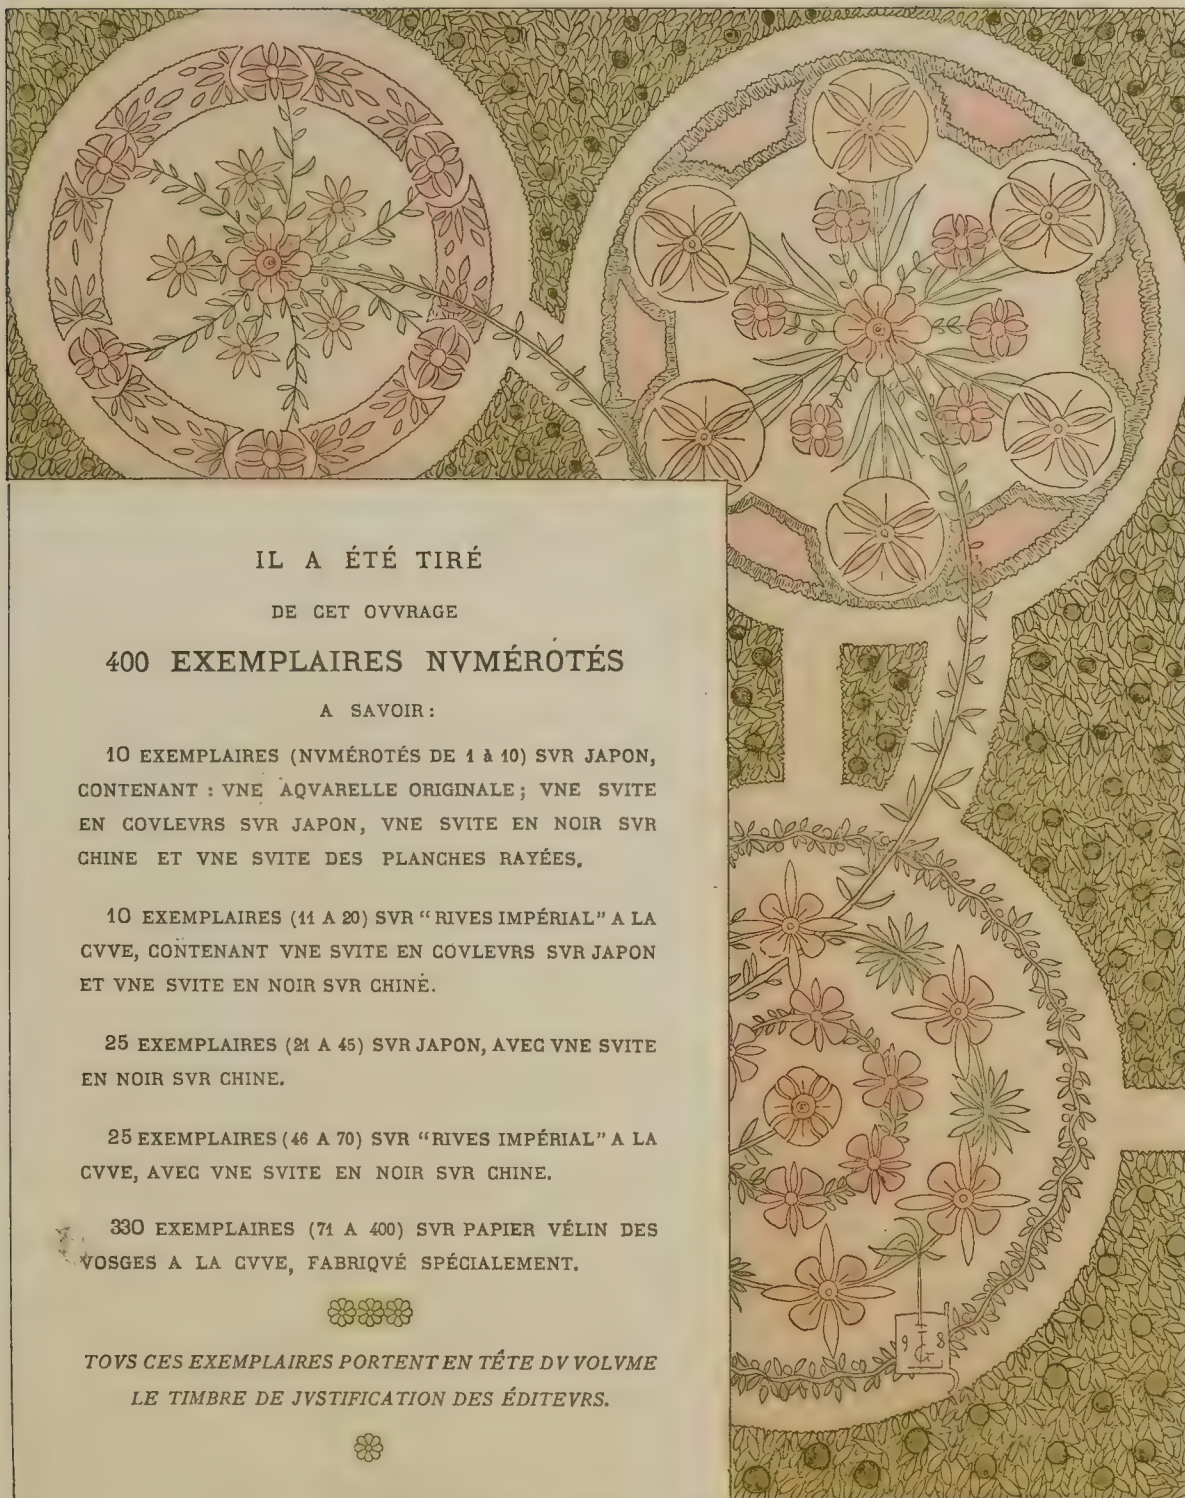 IL A ÉTÉ TIRÉ
DE CET OVVRAGE
400 EXEMPLAIRES NVMÉROTÉS
A SAVOIR :
10 EXEMPLAIRES (NVMÉROTÉS DE 1 à 10) SVR JAPON,
CONTENANT : VNE AQVARELLE ORIGINALE ; VNE SVITE
EN COVLEVRS SVR JAPON, VNE SVITE EN NOIR SVR
CHINE ET VNE SVITE DES PLANCHES RAYÉES.
10 EXEMPLAIRES (11 A 20) SVR “RIVES IMPÉRIAL” A LA
CVVE, CONTENANT VNE SVITE EN COVLEVRS SVR JAPON
ET VNE SVITE EN NOIR SVR CHINE.
25 EXEMPLAIRES (21 A 45) SVR JAPON, AVEC VNE SVITE
EN NOIR SVR CHINE.
25 EXEMPLAIRES (46 A 70) SVR “RIVES IMPÉRIAL” A LA
CVVE, AVEC VNE SVITE EN NOIR SVR CHINE.
330 EXEMPLAIRES (71 A 400) SVR PAPIER VÉLIN DES
VOSGES A LA CVVE, FABRIQVÉ SPÉCIALEMENT.
TOVS CES EXEMPLAIRES PORTENT EN TÊTE DV VOLVME
LE TIMBRE DE JVSTIFICATION DES ÉDITEVRS.